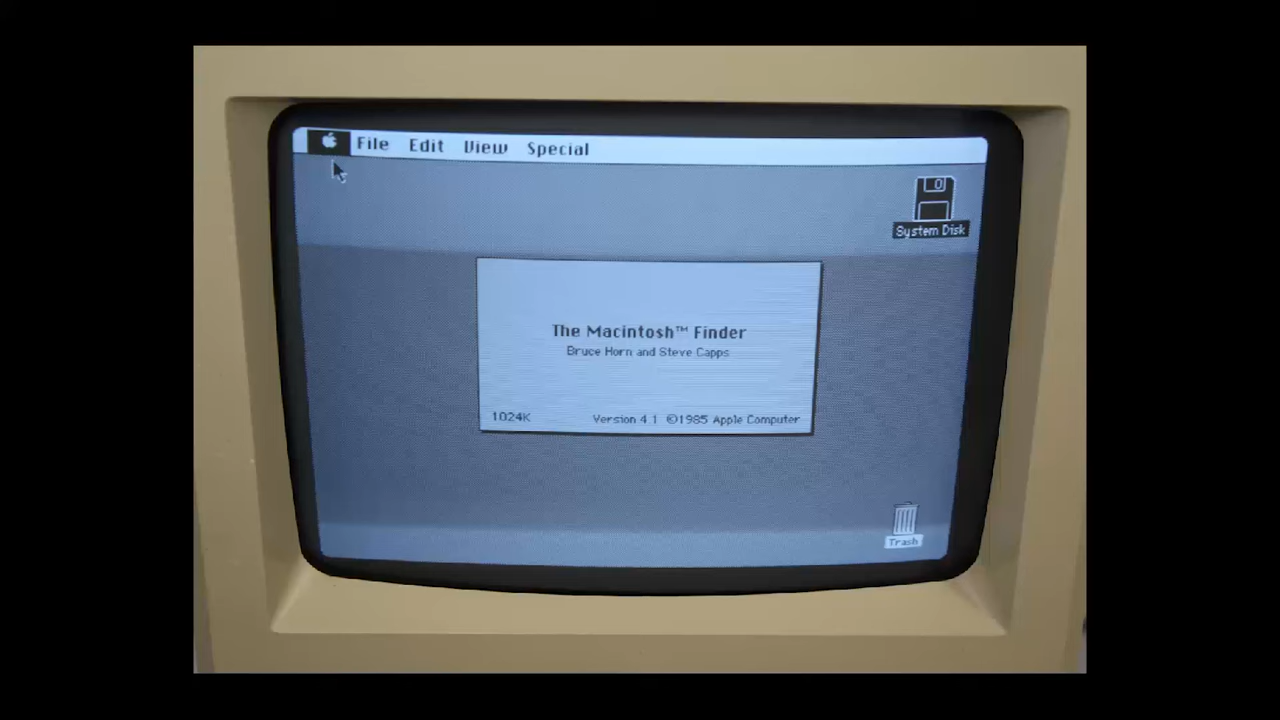 File Edit View Special
System Disk
The Macintosh™ Finder
Bruce Horn and Steve Capps
1024K Version 4.1 ©1985 Apple Computer
Trash